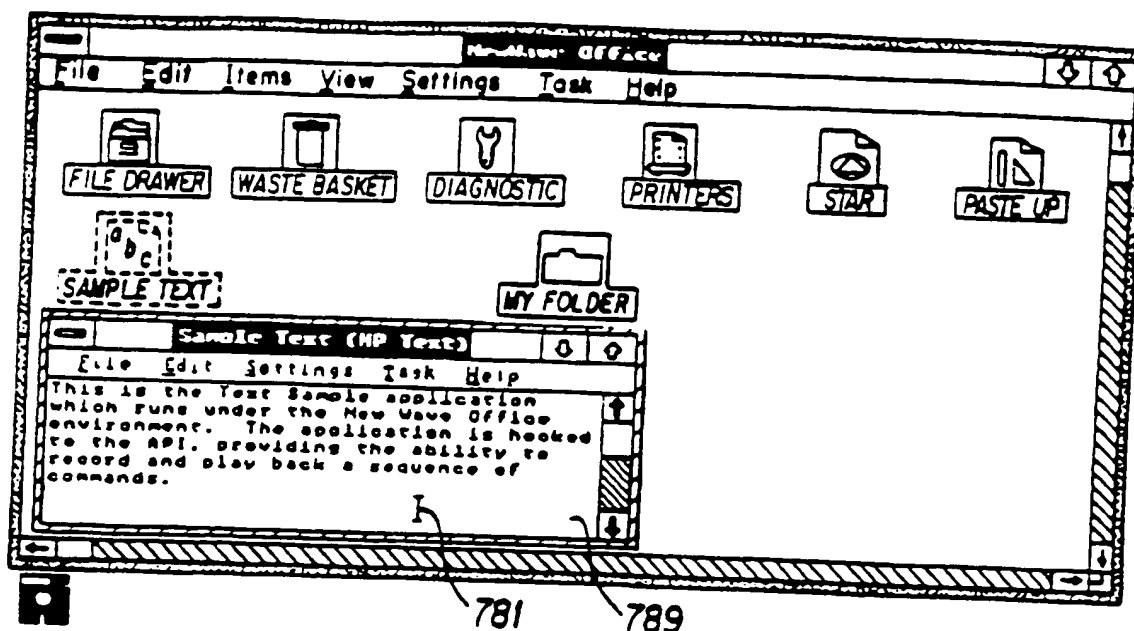 NewWave Office
File Edit Items View Settings Task Help
FILE DRAWER WASTE BASKET DIAGNOSTIC PRINTERS STAR PASTE UP
a b c
SAMPLE TEXT
MY FOLDER
Sample Text (HP Text)
File Edit Settings Task Help
This is the Text Sample application
which runs under the New Wave Office
environment. The application is hooked
to the API, providing the ability to
record and play back a sequence of
commands.
781 789